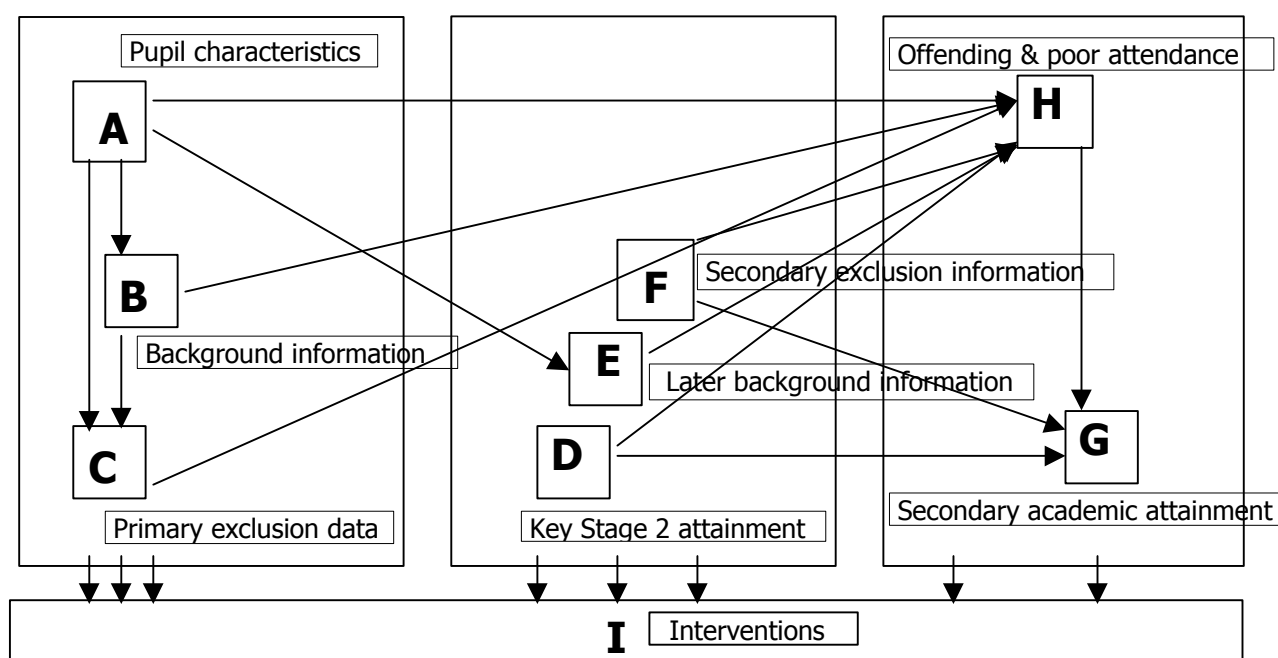 Pupil characteristics
A
B
Background information
C
Primary exclusion data
F
Secondary exclusion information
E
Later background information
D
Key Stage 2 attainment
Offending & poor attendance
H
G
Secondary academic attainment
I
Interventions